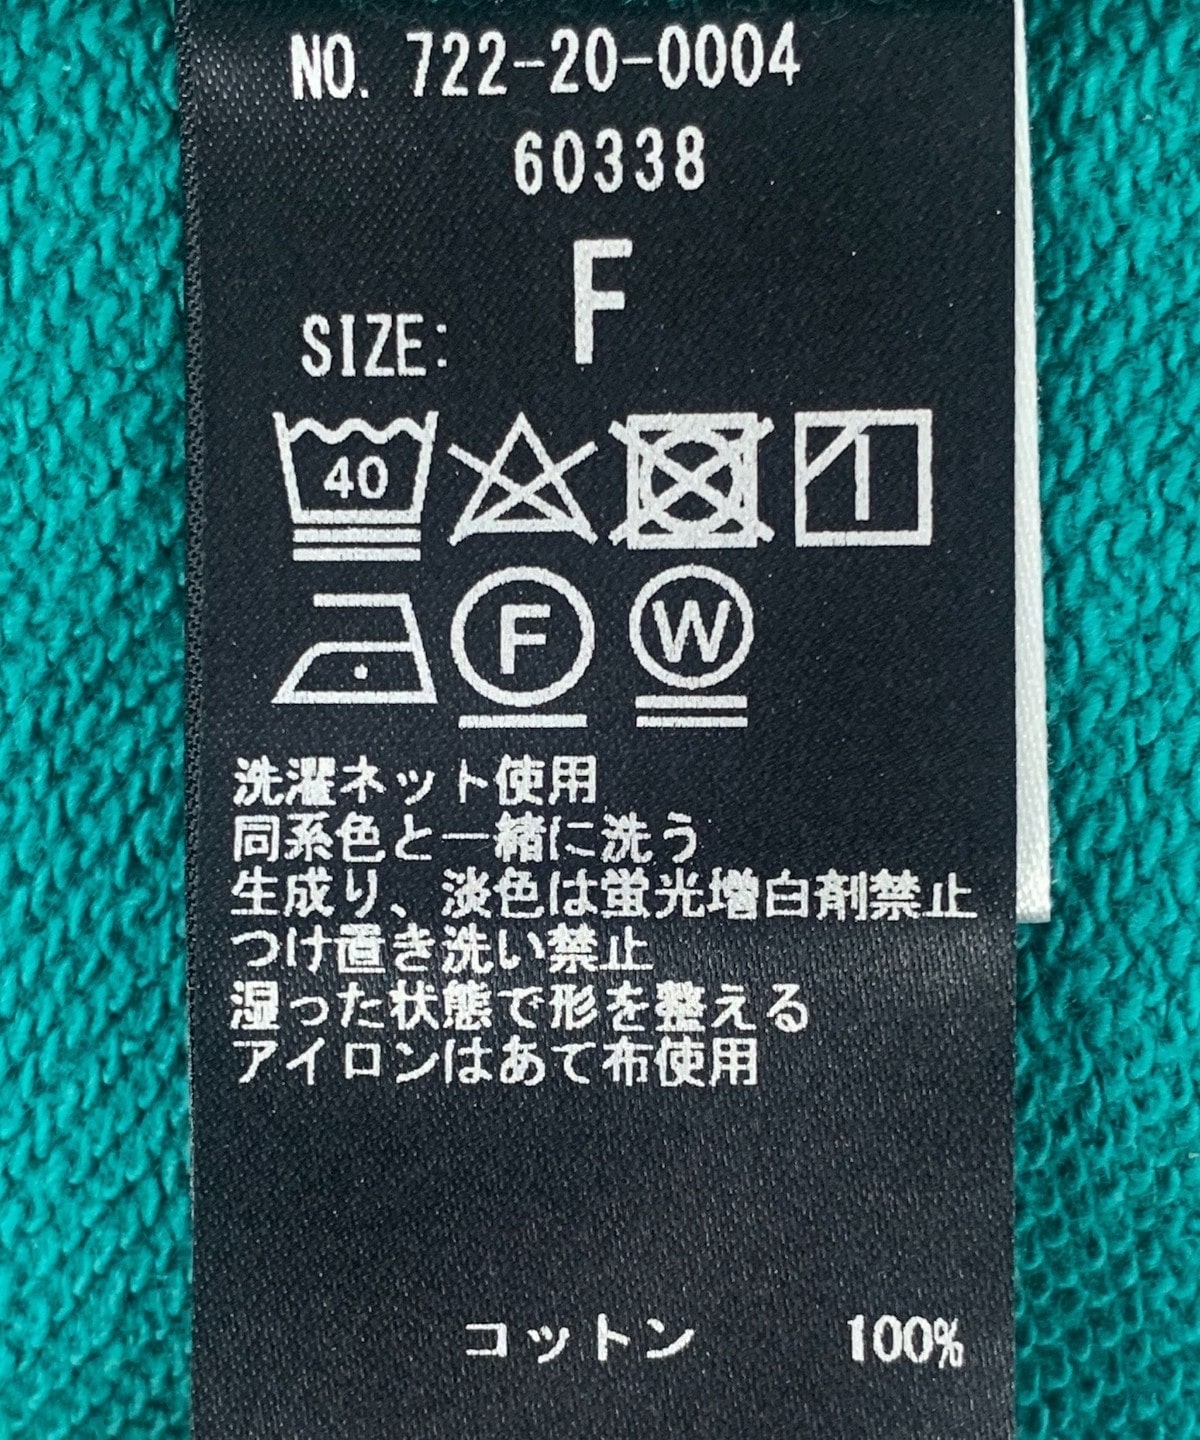 NO. 722-20-0004
60338
SIZE: F
40
F W
洗濯ネット使用
同系色と一緒に洗う
生成り、淡色は蛍光増白剤禁止
つけ置き洗い禁止
湿った状態で形を整える
アイロンはあて布使用
コットン 100%